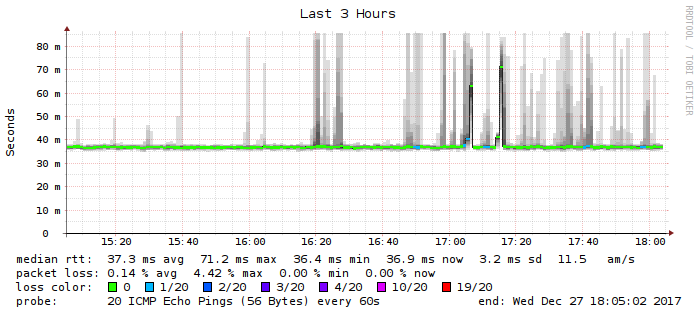 Last 3 Hours
RRDTOOL / TOBI OETIKER
Seconds
80 m
70 m
60 m
50 m
40 m
30 m
20 m
10 m
0
15:20 15:40 16:00 16:20 16:40 17:00 17:20 17:40 18:00
median rtt: 37.3 ms avg 71.2 ms max 36.4 ms min 36.9 ms now 3.2 ms sd 11.5 am/s
packet loss: 0.14 % avg 4.42 % max 0.00 % min 0.00 % now
loss color: 0 1/20 2/20 3/20 4/20 10/20 19/20
probe: 20 ICMP Echo Pings (56 Bytes) every 60s end: Wed Dec 27 18:05:02 2017